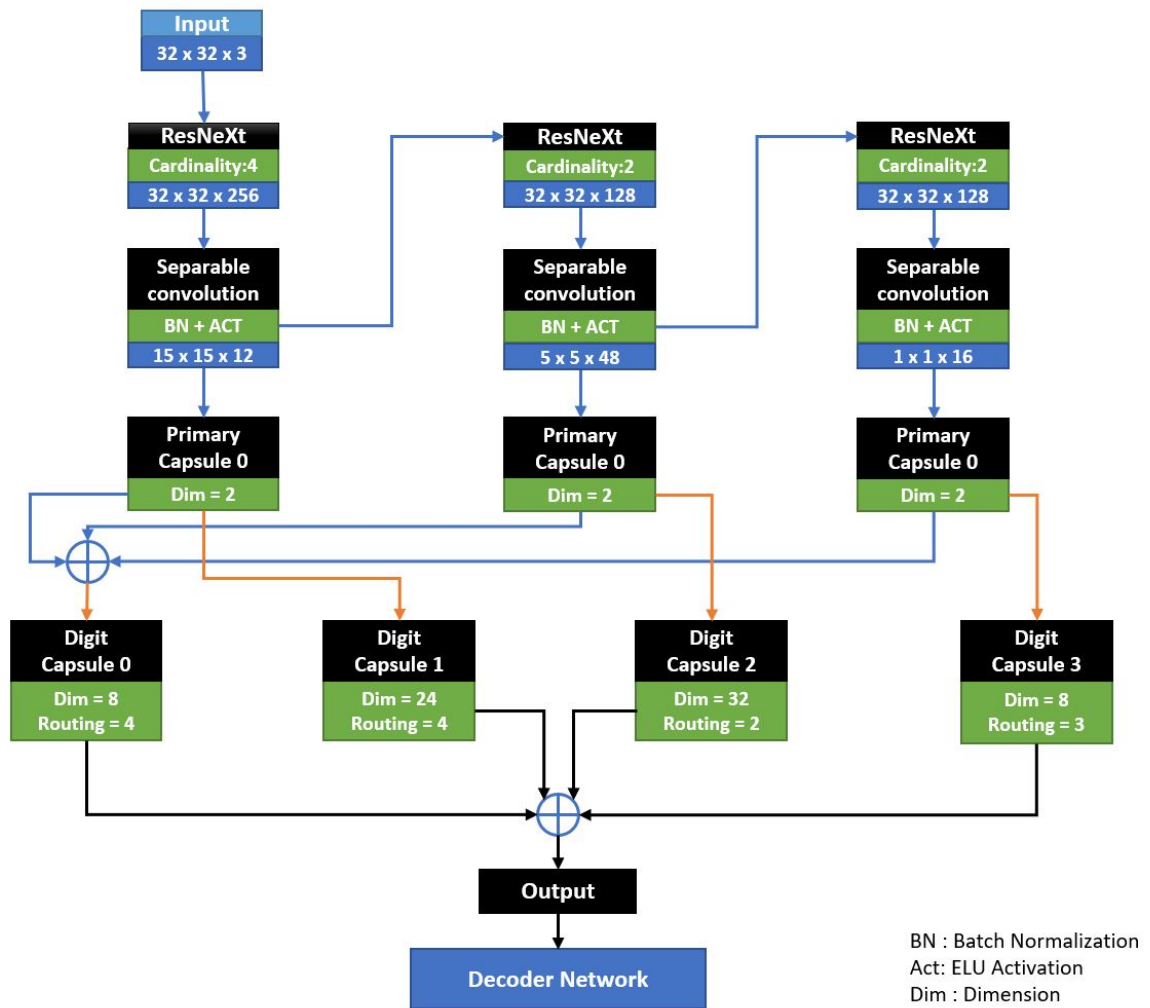 Input
32 x 32 x 3
ResNeXt
Cardinality:4
32 x 32 x 256
ResNeXt
Cardinality:2
32 x 32 x 128
ResNeXt
Cardinality:2
32 x 32 x 128
Separable
convolution
BN + ACT
15 x 15 x 12
Separable
convolution
BN + ACT
5 x 5 x 48
Separable
convolution
BN + ACT
1 x 1 x 16
Primary
Capsule 0
Dim = 2
Primary
Capsule 0
Dim = 2
Primary
Capsule 0
Dim = 2
Digit
Capsule 0
Dim = 8
Routing = 4
Digit
Capsule 1
Dim = 24
Routing = 4
Digit
Capsule 2
Dim = 32
Routing = 2
Digit
Capsule 3
Dim = 8
Routing = 3
Output
Decoder Network
BN : Batch Normalization
Act: ELU Activation
Dim : Dimension